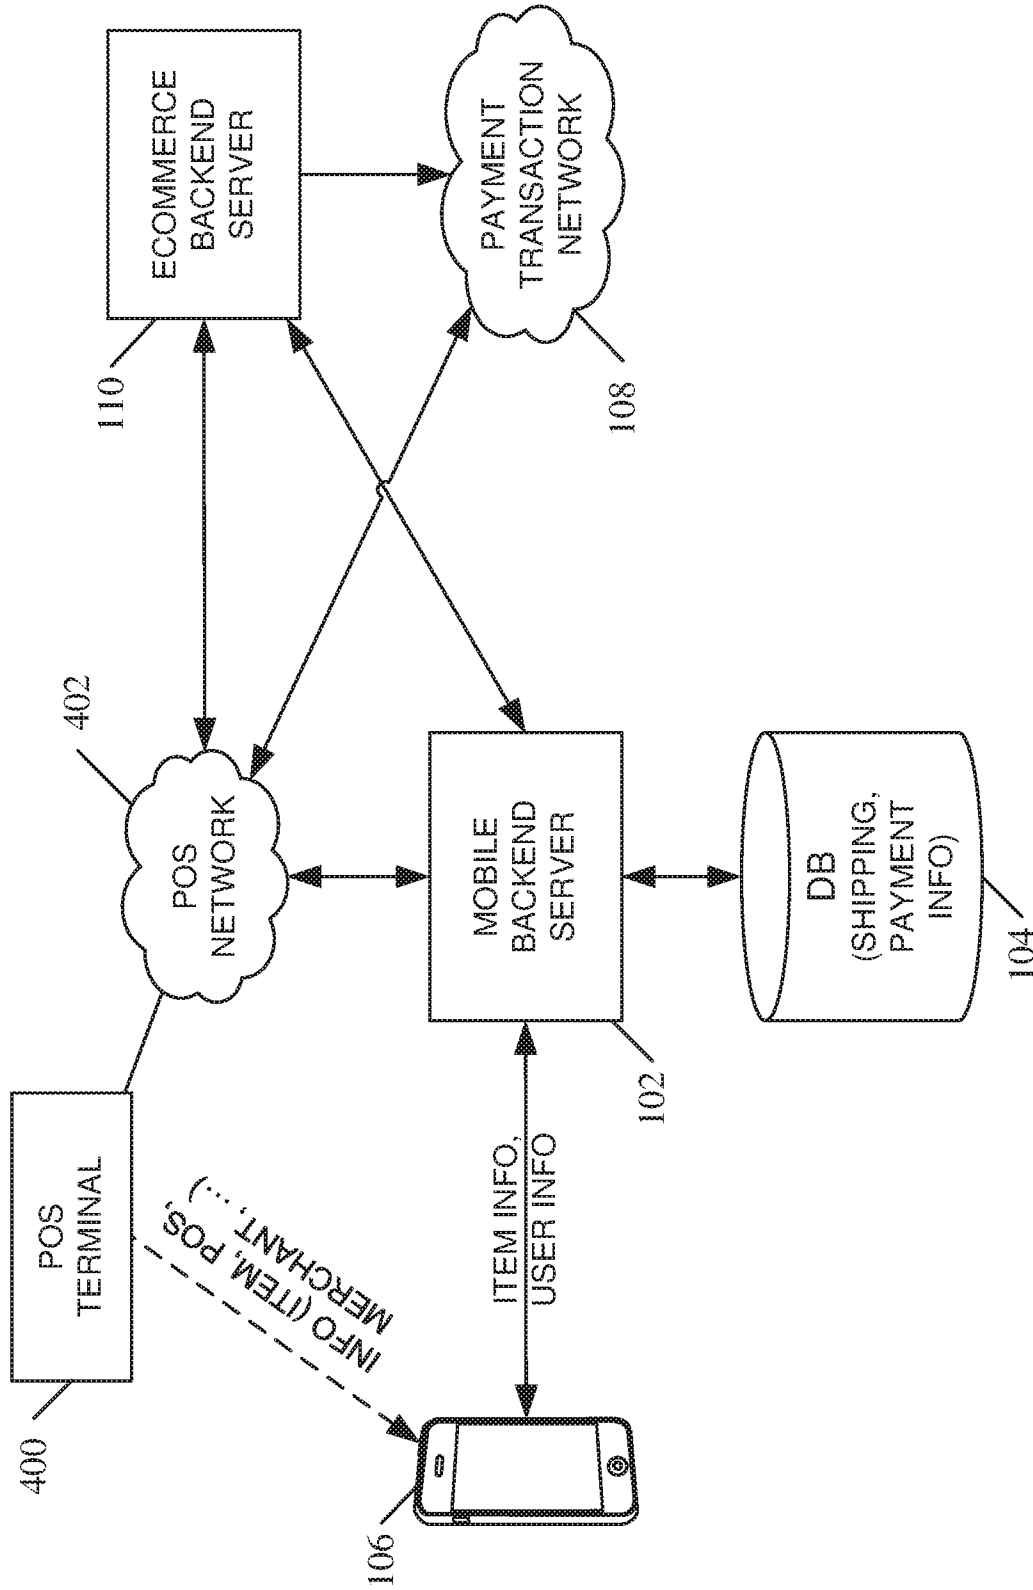 400
POS
TERMINAL
402
POS
NETWORK
110
ECOMMERCE
BACKEND
SERVER
INFO (ITEM, POS,
MERCHANT, ...)
106
ITEM INFO,
USER INFO
MOBILE
BACKEND
SERVER
102
PAYMENT
TRANSACTION
NETWORK
108
DB
(SHIPPING,
PAYMENT
INFO)
104